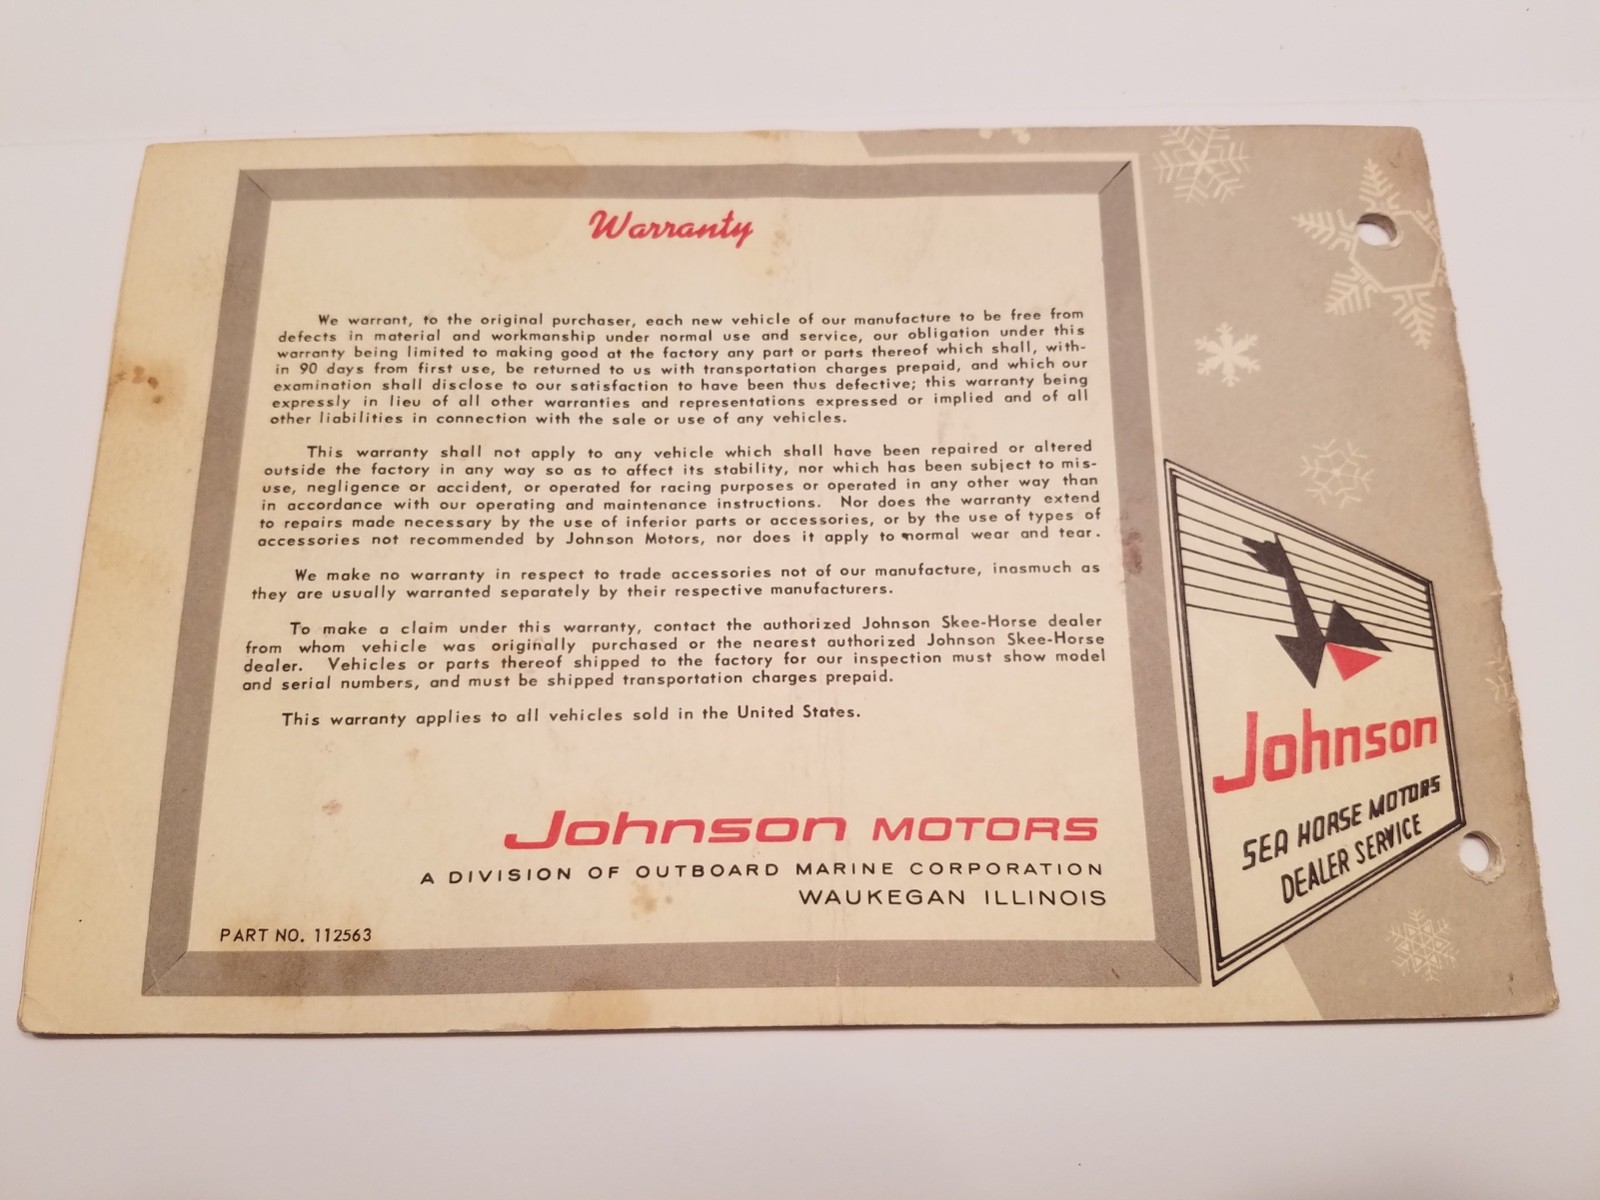 Warranty
We warrant, to the original purchaser, each new vehicle of our manufacture to be free from
defects in material and workmanship under normal use and service, our obligation under this
warranty being limited to making good at the factory any part or parts thereof which shall, with-
in 90 days from first use, be returned to us with transportation charges prepaid, and which our
examination shall disclose to our satisfaction to have been thus defective; this warranty being
expressly in lieu of all other warranties and representations expressed or implied and of all
other liabilities in connection with the sale or use of any vehicles.
This warranty shall not apply to any vehicle which shall have been repaired or altered
outside the factory in any way so as to affect its stability, nor which has been subject to mis-
use, negligence or accident, or operated for racing purposes or operated in any other way than
in accordance with our operating and maintenance instructions. Nor does the warranty extend
to repairs made necessary by the use of inferior parts or accessories, or by the use of types of
accessories not recommended by Johnson Motors, nor does it apply to normal wear and tear.
We make no warranty in respect to trade accessories not of our manufacture, inasmuch as
they are usually warranted separately by their respective manufacturers.
To make a claim under this warranty, contact the authorized Johnson Skee-Horse dealer
from whom vehicle was originally purchased or the nearest authorized Johnson Skee-Horse
dealer. Vehicles or parts thereof shipped to the factory for our inspection must show model
and serial numbers, and must be shipped transportation charges prepaid.
This warranty applies to all vehicles sold in the United States.
Johnson MOTORS
A DIVISION OF OUTBOARD MARINE CORPORATION
WAUKEGAN ILLINOIS
PART NO. 112563
Johnson
SEA HORSE MOTORS
DEALER SERVICE